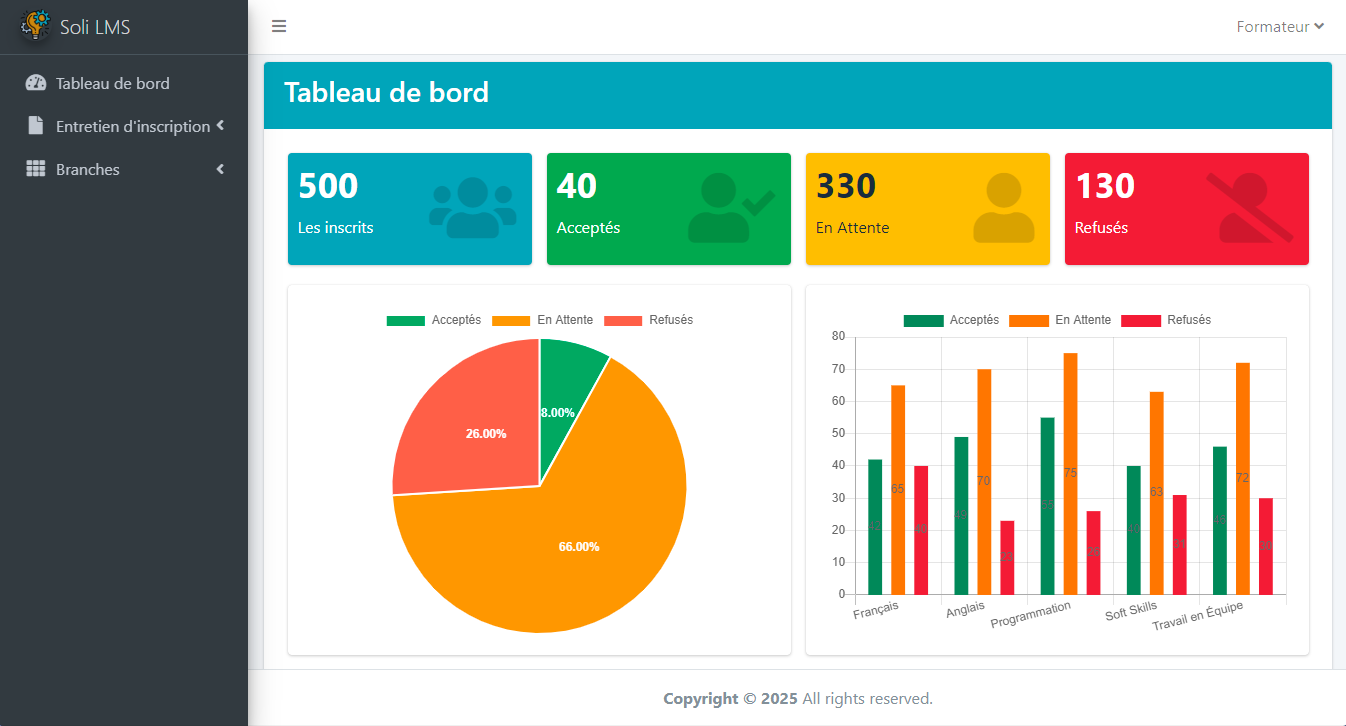 Soli LMS
Formateur
Tableau de bord
Entretien d'inscription
Branches
Tableau de bord
500
Les inscrits
40
Acceptés
330
En Attente
130
Refusés
Acceptés En Attente Refusés
8.00%
26.00%
66.00%
Acceptés En Attente Refusés
80
70
60
50
40
30
20
10
0
65 70 75 63 72
42 49 55 40 46
40 23 26 31 30
Français Anglais Programmation Soft Skills Travail en Équipe
Copyright © 2025 All rights reserved.